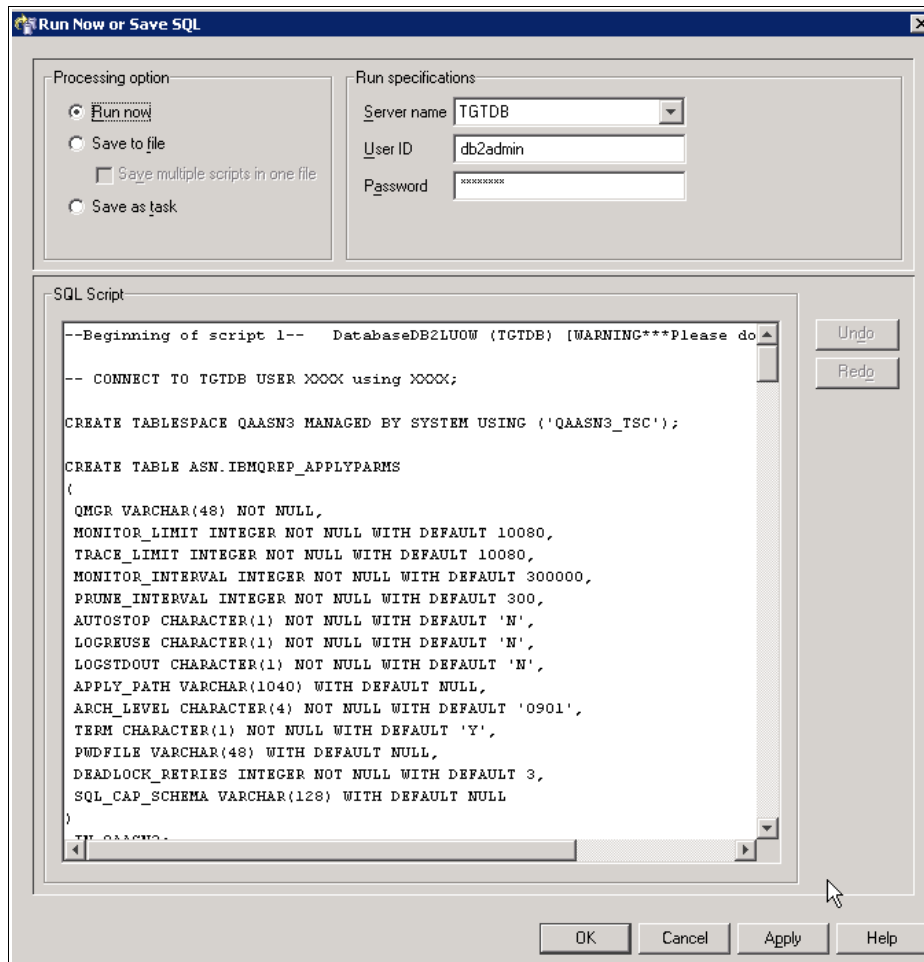 Run Now or Save SQL
Processing option
Run now
Save to file
Save multiple scripts in one file
Save as task
Run specifications
Server name TGTDB
User ID db2admin
Password xxxxxxxx
SQL Script
--Beginning of script 1-- DatabaseDB2LUOW (TGTDB) [WARNING***Please do
-- CONNECT TO TGTDB USER XXXX using XXXX;
CREATE TABLESPACE QAASN3 MANAGED BY SYSTEM USING ('QAASN3_TSC');
CREATE TABLE ASN.IBMQREP_APPLYPARMS
(
QMGR VARCHAR(48) NOT NULL,
MONITOR_LIMIT INTEGER NOT NULL WITH DEFAULT 10080,
TRACE_LIMIT INTEGER NOT NULL WITH DEFAULT 10080,
MONITOR_INTERVAL INTEGER NOT NULL WITH DEFAULT 300000,
PRUNE_INTERVAL INTEGER NOT NULL WITH DEFAULT 300,
AUTOSTOP CHARACTER(1) NOT NULL WITH DEFAULT 'N',
LOGREUSE CHARACTER(1) NOT NULL WITH DEFAULT 'N',
LOGSTDOUT CHARACTER(1) NOT NULL WITH DEFAULT 'N',
APPLY_PATH VARCHAR(1040) WITH DEFAULT NULL,
ARCH_LEVEL CHARACTER(4) NOT NULL WITH DEFAULT '0901',
TERM CHARACTER(1) NOT NULL WITH DEFAULT 'Y',
PWDFILE VARCHAR(48) WITH DEFAULT NULL,
DEADLOCK_RETRIES INTEGER NOT NULL WITH DEFAULT 3,
SQL_CAP_SCHEMA VARCHAR(128) WITH DEFAULT NULL
)
IN QAASN3;
Undo
Redo
OK
Cancel
Apply
Help